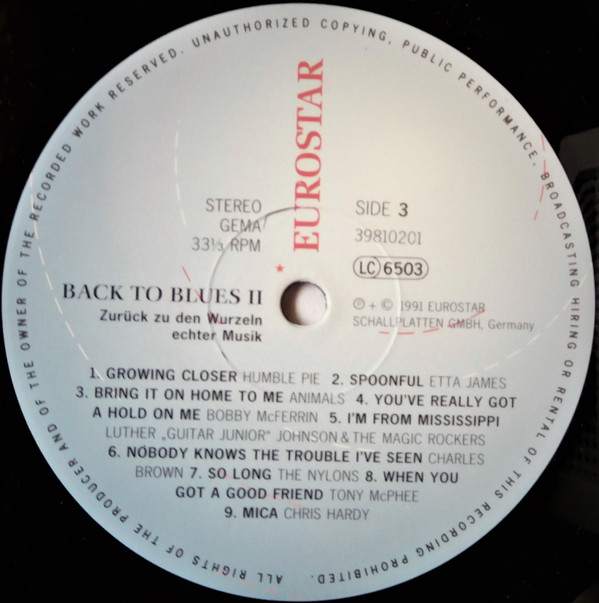 EUROSTAR
STEREO
GEMA
33⅓ RPM
SIDE 3
39810201
LC 6503
BACK TO BLUES II
Zurück zu den Wurzeln
echter Musik
℗ + © 1991 EUROSTAR
SCHALLPLATTEN GMBH, Germany
1. GROWING CLOSER HUMBLE PIE 2. SPOONFUL ETTA JAMES
3. BRING IT ON HOME TO ME ANIMALS 4. YOU'VE REALLY GOT
A HOLD ON ME BOBBY McFERRIN 5. I'M FROM MISSISSIPPI
LUTHER „GUITAR JUNIOR" JOHNSON & THE MAGIC ROCKERS
6. NOBODY KNOWS THE TROUBLE I'VE SEEN CHARLES
BROWN 7. SO LONG THE NYLONS 8. WHEN YOU
GOT A GOOD FRIEND TONY McPHEE
9. MICA CHRIS HARDY
ALL RIGHTS OF THE PRODUCER AND OF THE OWNER OF THE RECORDED WORK RESERVED. UNAUTHORIZED COPYING, PUBLIC PERFORMANCE, BROADCASTING HIRING OR RENTAL OF THIS RECORDING PROHIBITED.